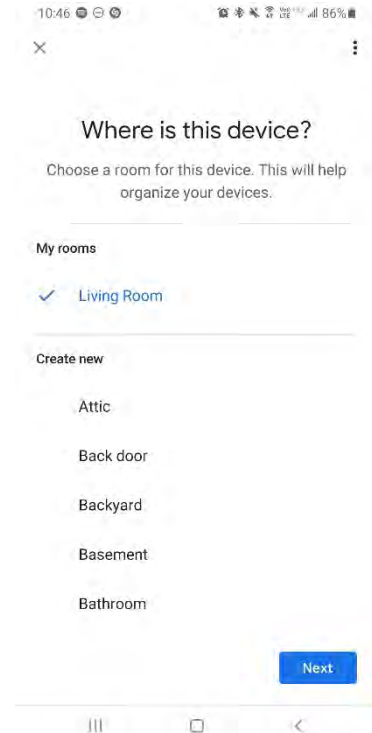 10:46 86%
Where is this device?
Choose a room for this device. This will help
organize your devices.
My rooms
Living Room
Create new
Attic
Back door
Backyard
Basement
Bathroom
Next